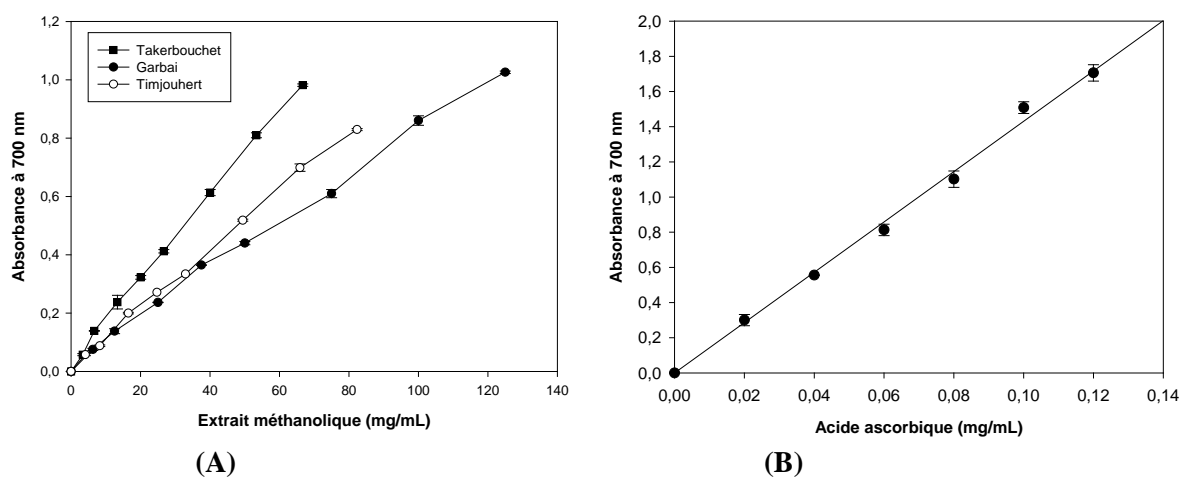 1,2
1,0
0,8
0,6
0,4
0,2
0,0
Absorbance à 700 nm
Takerbouchet
Garbai
Timjouhert
0 20 40 60 80 100 120 140
Extrait méthanolique (mg/mL)
(A)
2,0
1,8
1,6
1,4
1,2
1,0
0,8
0,6
0,4
0,2
0,0
Absorbance à 700 nm
0,00 0,02 0,04 0,06 0,08 0,10 0,12 0,14
Acide ascorbique (mg/mL)
(B)